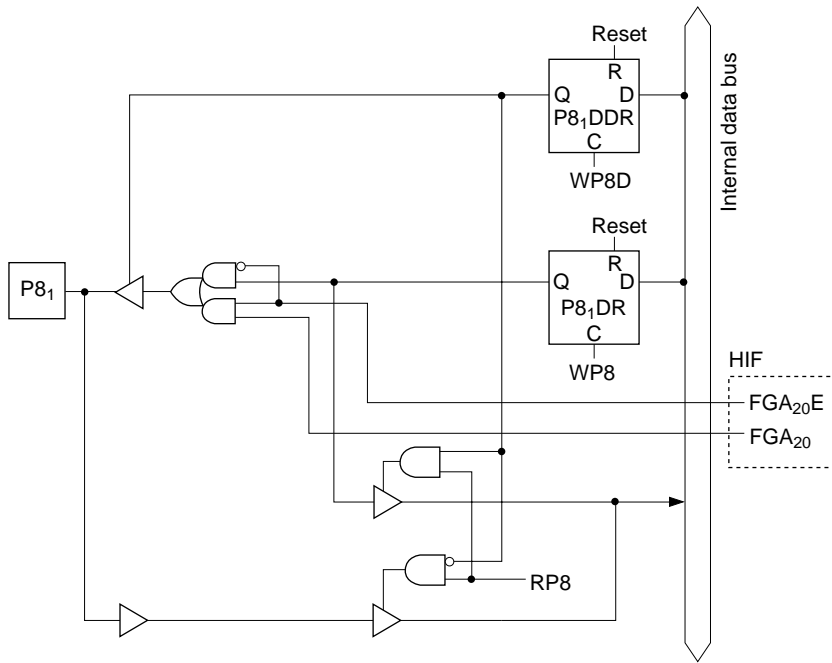 Reset
R
Q D
P8₁DDR
C
WP8D
Internal data bus
Reset
R
Q D
P8₁DR
C
WP8
P8₁
HIF
FGA₂₀E
FGA₂₀
RP8